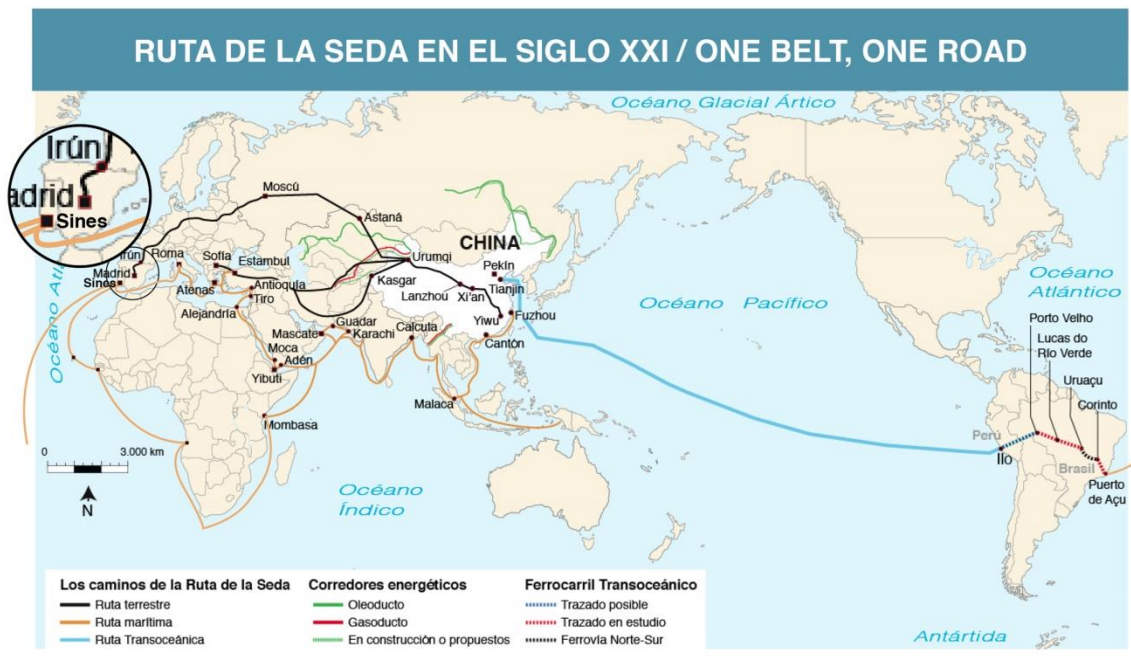 RUTA DE LA SEDA EN EL SIGLO XXI / ONE BELT, ONE ROAD
Océano Glacial Ártico
Irún
adrid
Sines
Moscú
Astaná
CHINA
Urumqi
Pekín
Tianjin
Kasgar
Lanzhou
Xi'an
Yiwu
Fuzhou
Cantón
Irún
Roma
Sofía
Estambul
Madrid
Sines
Atenas
Antioquía
Tiro
Alejandría
Guadar
Mascate
Karachi
Calcuta
Moca
Adén
Yibuti
Malaca
Mombasa
Océano Atl
Océano Pacífico
Océano
Atlántico
Porto Velho
Lucas do
Río Verde
Uruaçu
Corinto
Perú
Ilo
Brasil
Puerto
de Açu
0
3.000 km
N
Océano
Índico
Los caminos de la Ruta de la Seda
Ruta terrestre
Ruta marítima
Ruta Transoceánica
Corredores energéticos
Oleoducto
Gasoducto
En construcción o propuestos
Ferrocarril Transoceánico
Trazado posible
Trazado en estudio
Ferrovía Norte-Sur
Antártida